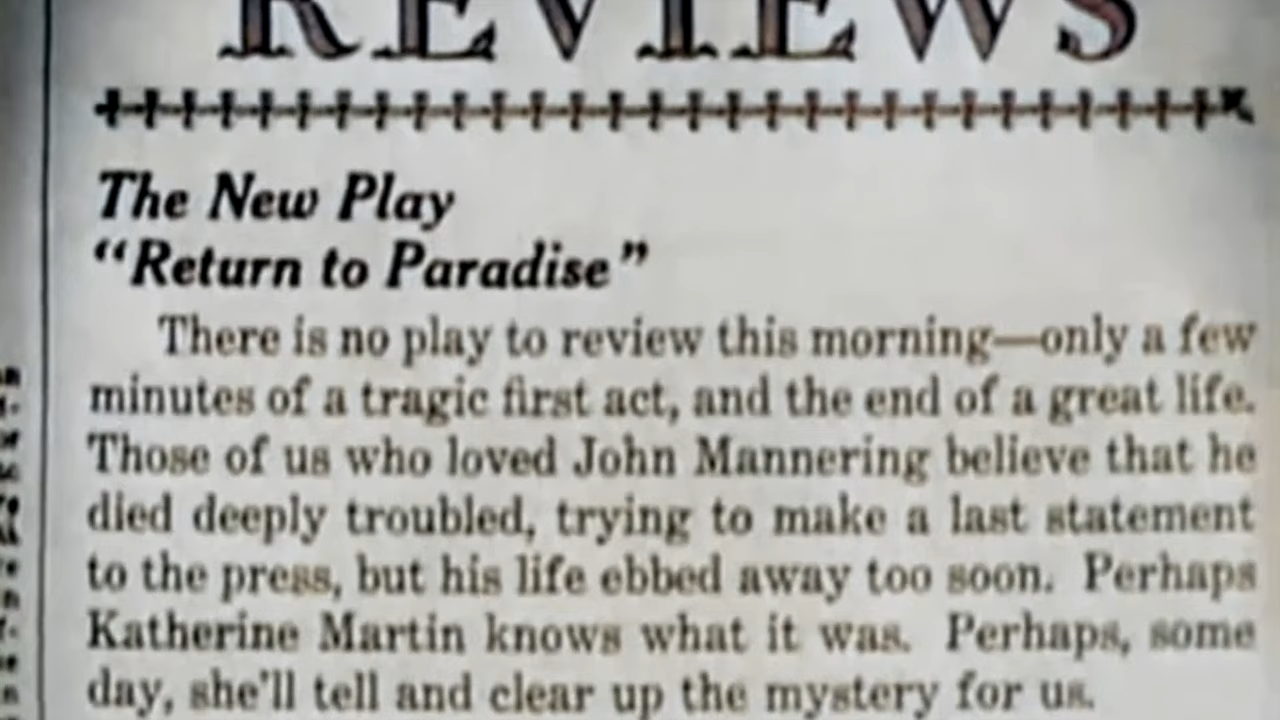 REVIEWS
The New Play
"Return to Paradise"
There is no play to review this morning—only a few
minutes of a tragic first act, and the end of a great life.
Those of us who loved John Mannering believe that he
died deeply troubled, trying to make a last statement
to the press, but his life ebbed away too soon. Perhaps
Katherine Martin knows what it was. Perhaps, some
day, she'll tell and clear up the mystery for us.